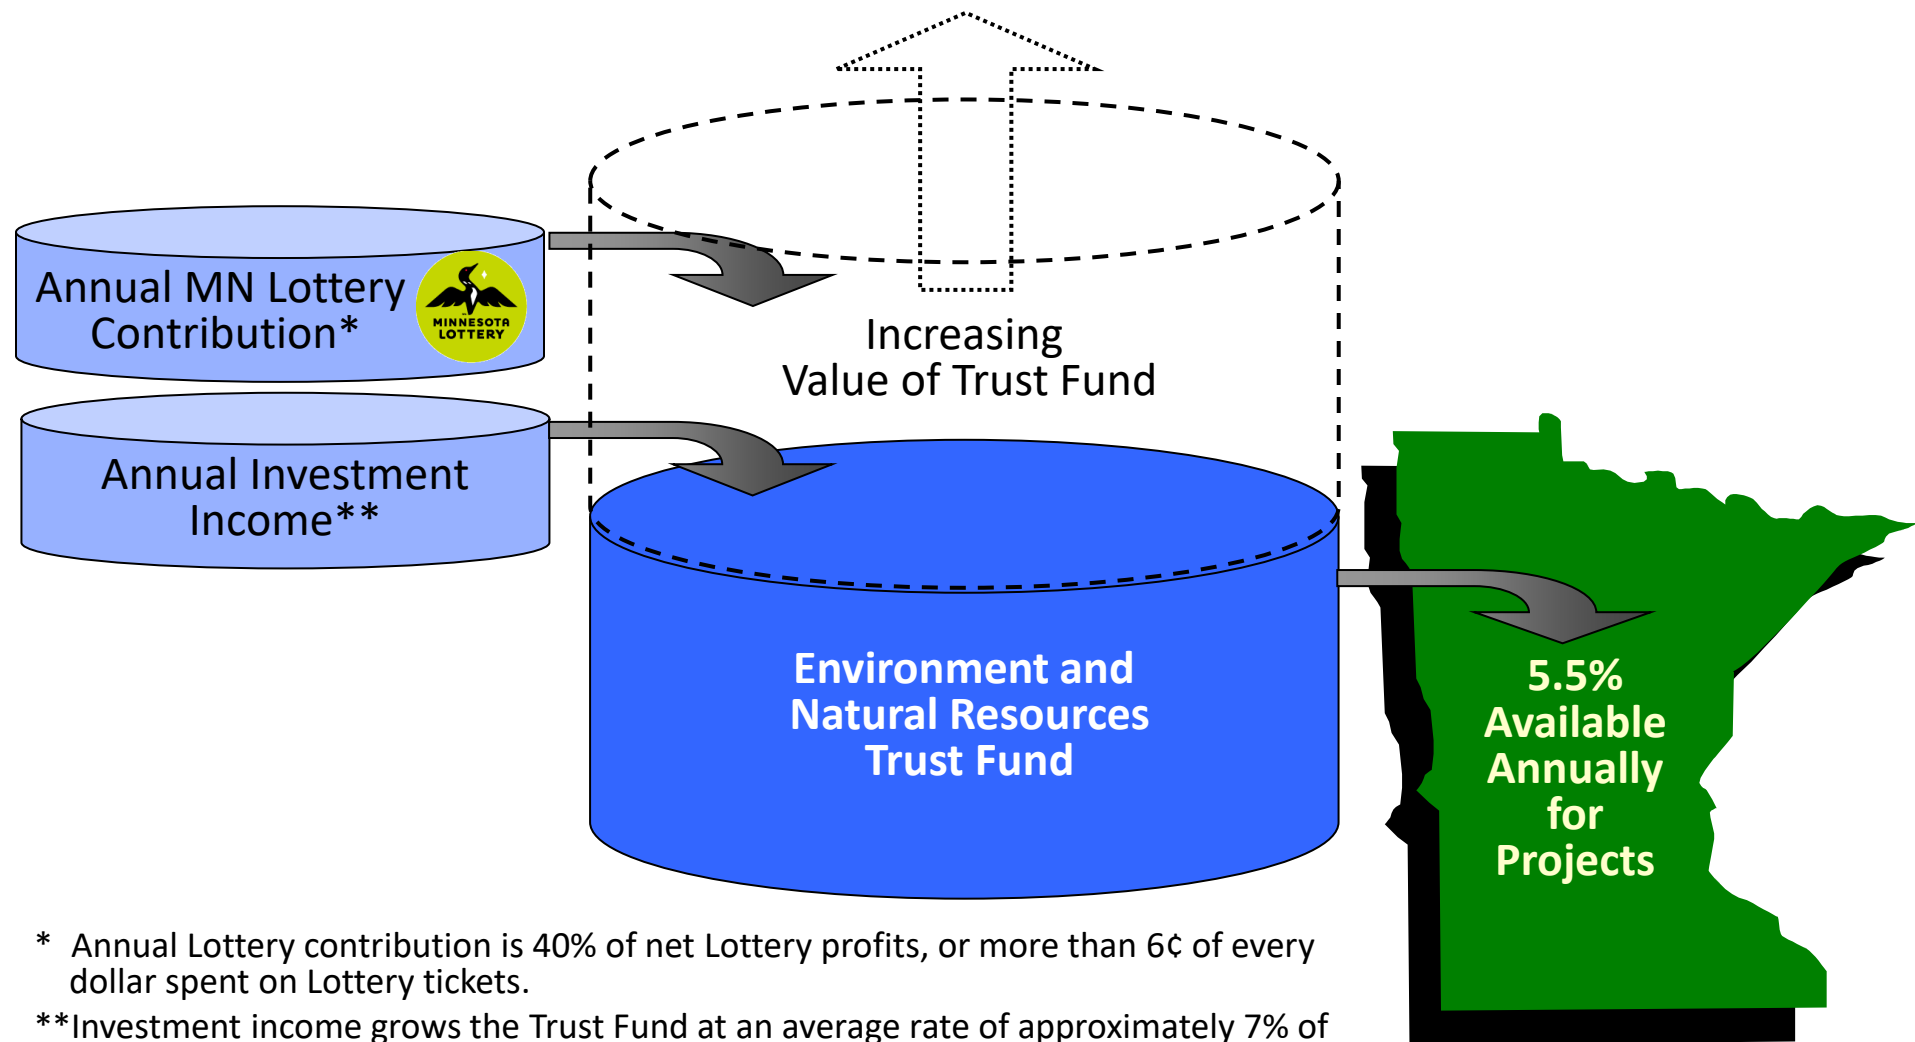 Annual MN Lottery
Contribution*
MINNESOTA
LOTTERY
Annual Investment
Income**
Increasing
Value of Trust Fund
Environment and
Natural Resources
Trust Fund
5.5%
Available
Annually
for
Projects
* Annual Lottery contribution is 40% of net Lottery profits, or more than 6¢ of every
dollar spent on Lottery tickets.
**Investment income grows the Trust Fund at an average rate of approximately 7% of